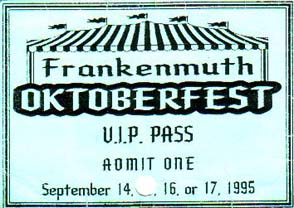 Frankenmuth
OKTOBERFEST
V.I.P. PASS
ADMIT ONE
September 14, , 16, or 17, 1995